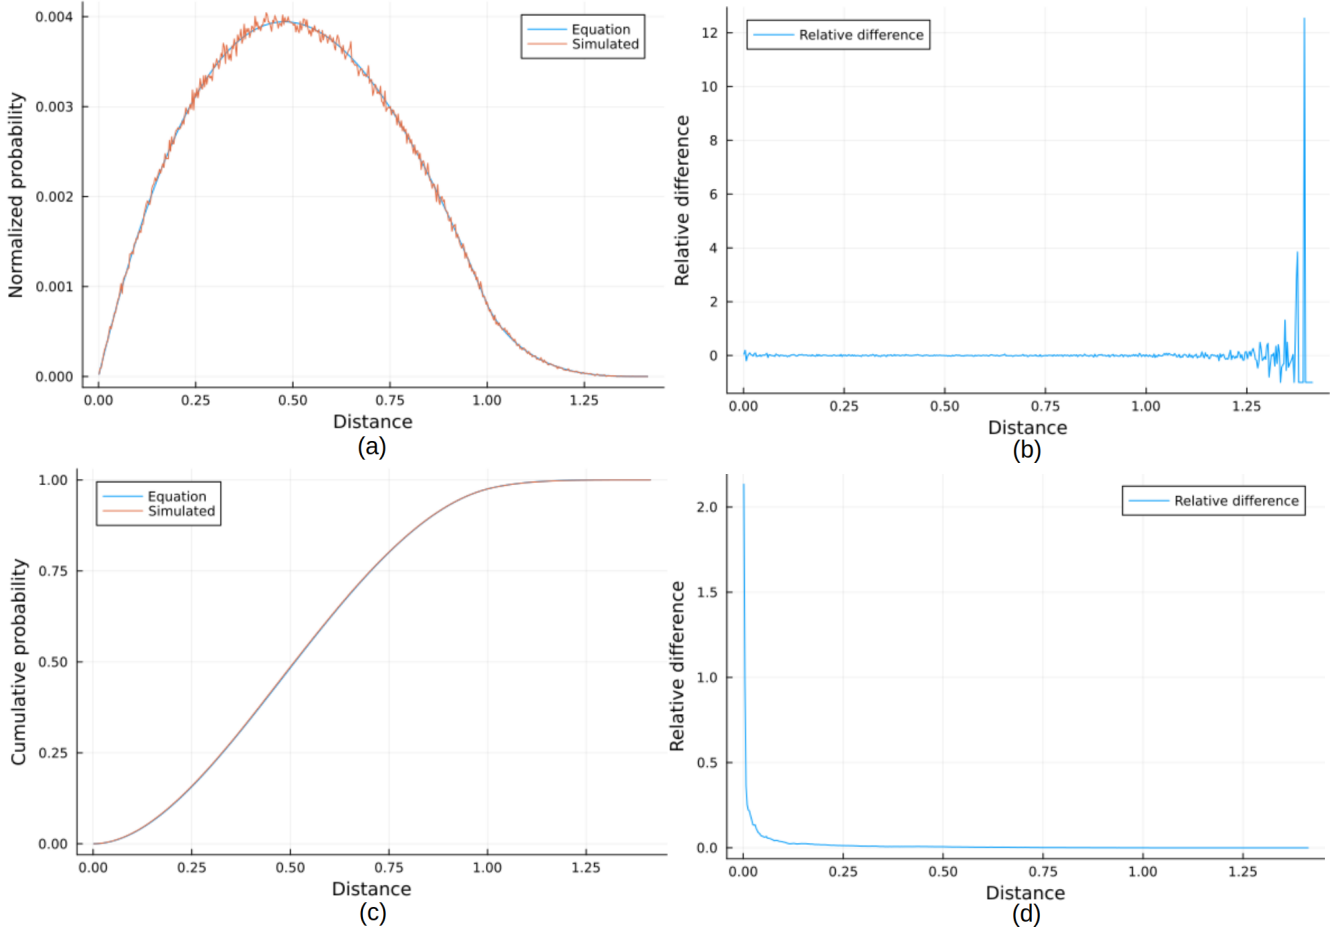 0.004
0.003
0.002
0.001
0.000
Normalized probability
Equation
Simulated
0.00 0.25 0.50 0.75 1.00 1.25
Distance
(a)
12
10
8
6
4
2
0
Relative difference
Relative difference
0.00 0.25 0.50 0.75 1.00 1.25
Distance
(b)
1.00
0.75
0.50
0.25
0.00
Cumulative probability
Equation
Simulated
0.00 0.25 0.50 0.75 1.00 1.25
Distance
(c)
2.0
1.5
1.0
0.5
0.0
Relative difference
Relative difference
0.00 0.25 0.50 0.75 1.00 1.25
Distance
(d)